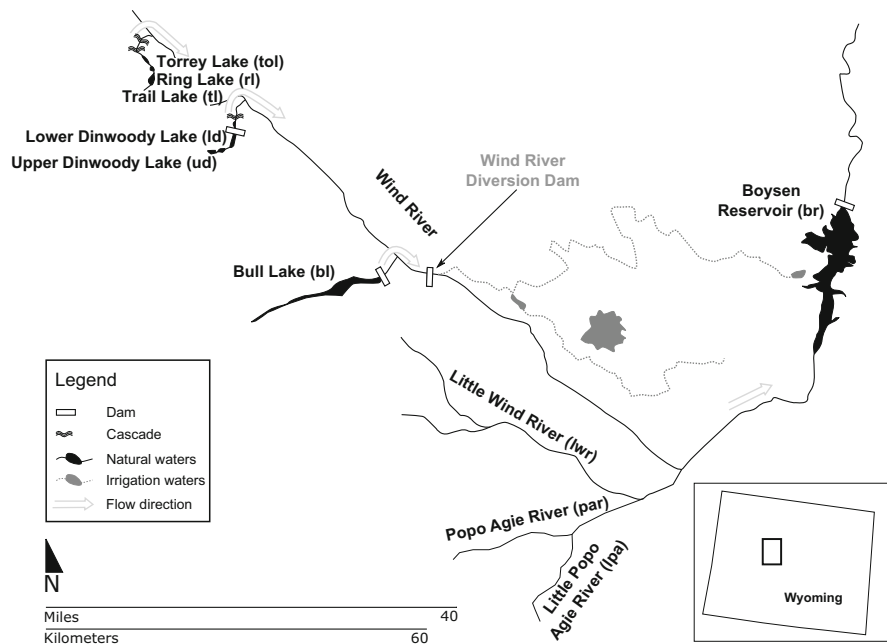 Torrey Lake (tol)
Ring Lake (rl)
Trail Lake (tl)
Lower Dinwoody Lake (ld)
Upper Dinwoody Lake (ud)
Wind River
Wind River
Diversion Dam
Boysen
Reservoir (br)
Bull Lake (bl)
Little Wind River (lwr)
Popo Agie River (par)
Little Popo
Agie River (lpa)
Legend
Dam
Cascade
Natural waters
Irrigation waters
Flow direction
N
Miles 40
Kilometers 60
Wyoming